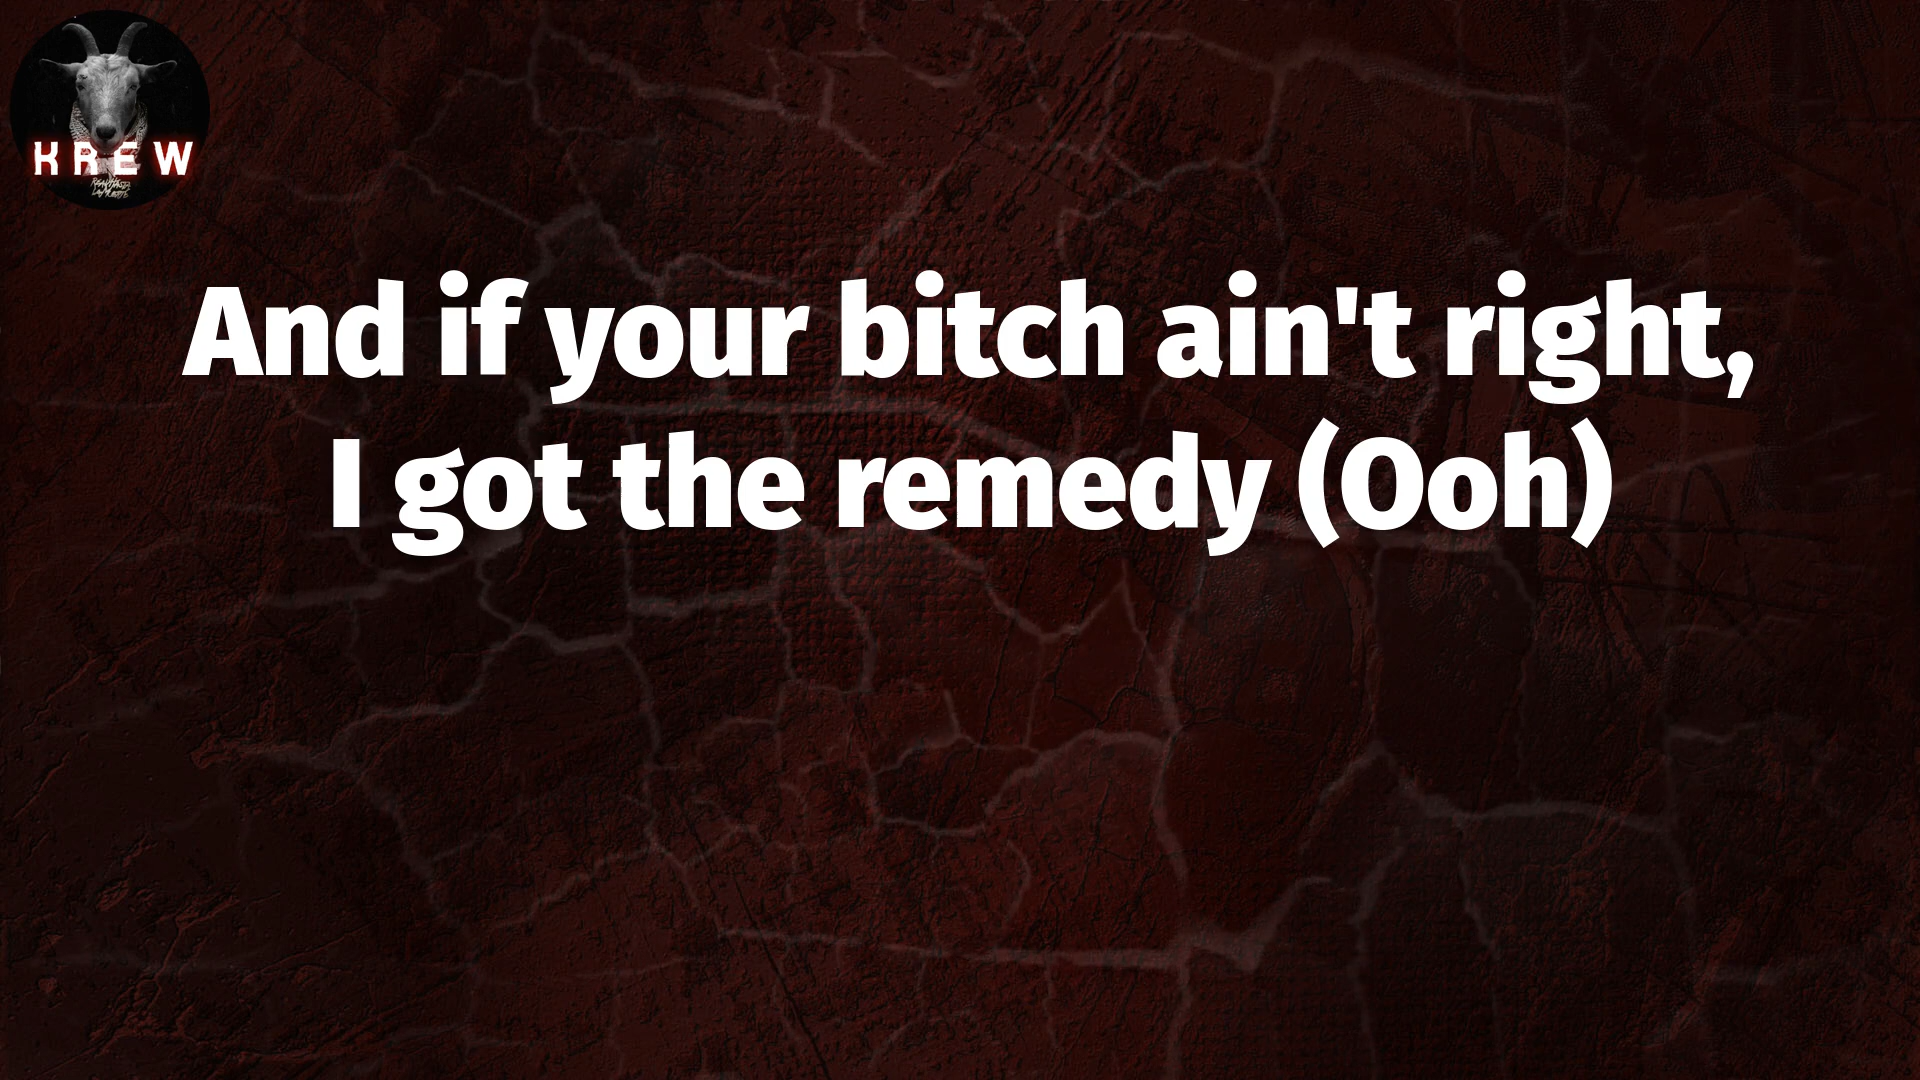 KREW
And if your bitch ain't right,
I got the remedy (Ooh)